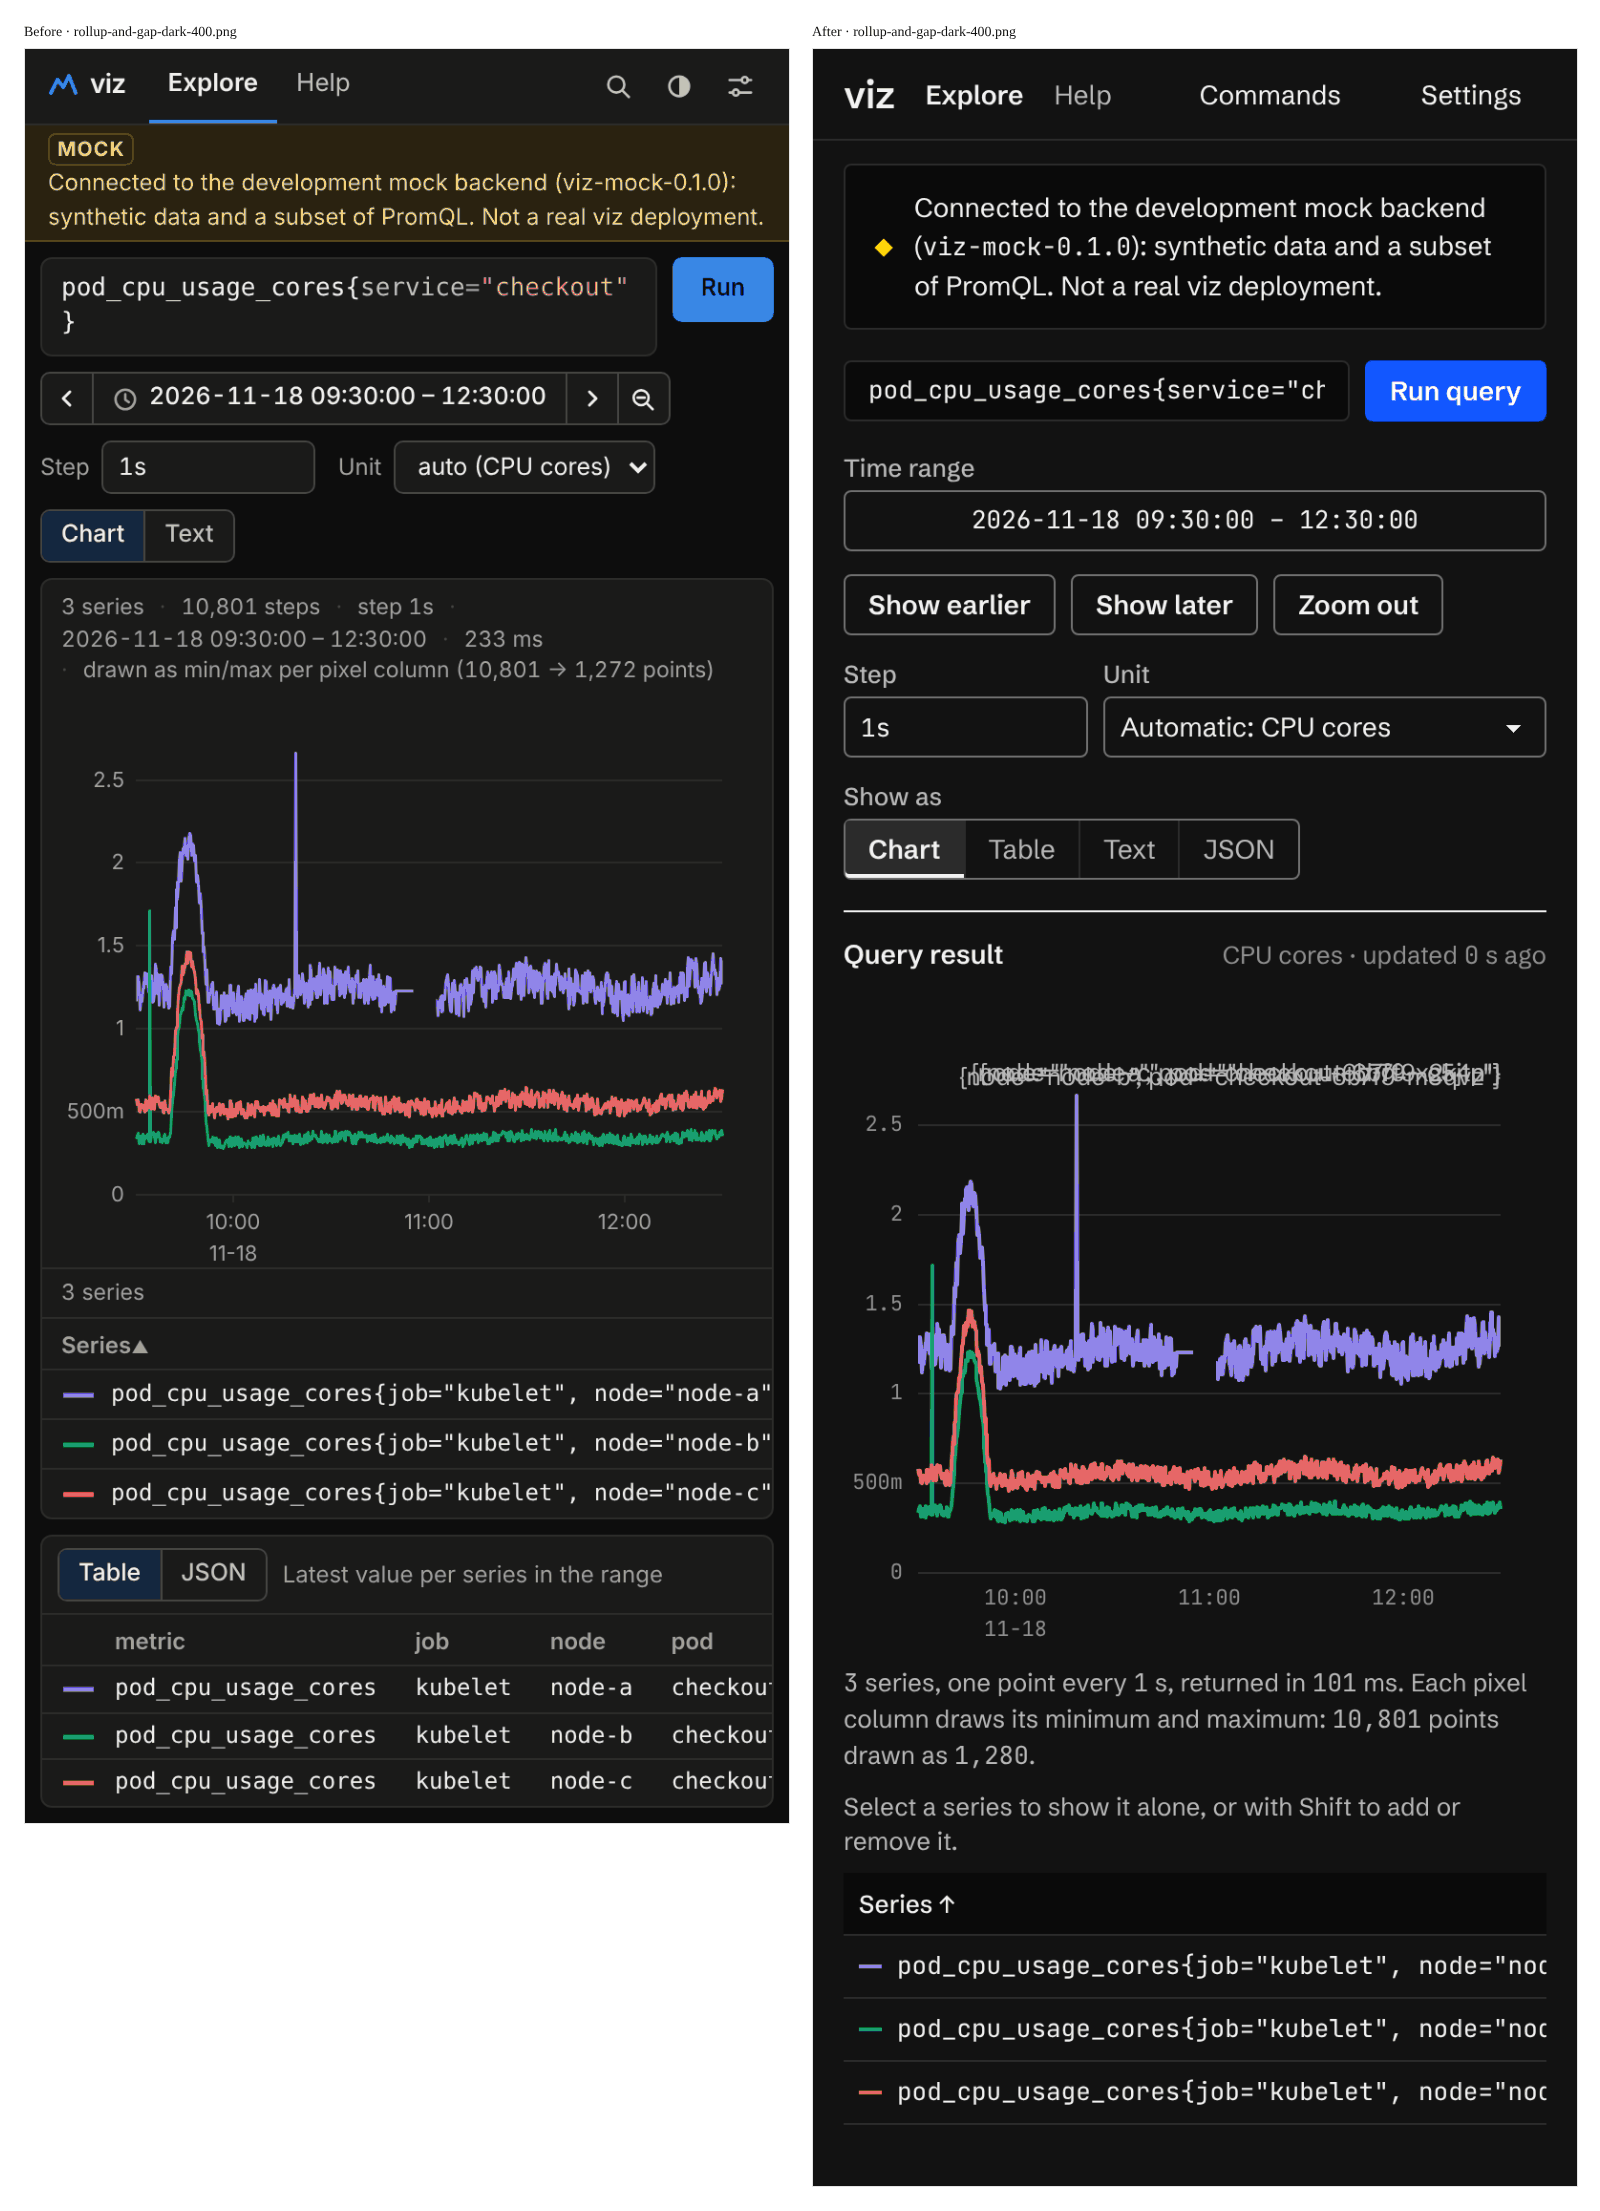 Before · rollup-and-gap-dark-400.png
viz
Explore
Help
MOCK
Connected to the development mock backend (viz-mock-0.1.0):
synthetic data and a subset of PromQL. Not a real viz deployment.
pod_cpu_usage_cores{service="checkout"
}
Run
2026-11-18 09:30:00 – 12:30:00
Step
1s
Unit
auto (CPU cores)
Chart
Text
3 series · 10,801 steps · step 1s ·
2026-11-18 09:30:00 – 12:30:00 · 233 ms
· drawn as min/max per pixel column (10,801 → 1,272 points)
2.5
2
1.5
1
500m
0
10:00
11-18
11:00
12:00
3 series
Series▲
pod_cpu_usage_cores{job="kubelet", node="node-a"
pod_cpu_usage_cores{job="kubelet", node="node-b"
pod_cpu_usage_cores{job="kubelet", node="node-c"
Table
JSON
Latest value per series in the range
metric job node pod
pod_cpu_usage_cores kubelet node-a checkou
pod_cpu_usage_cores kubelet node-b checkou
pod_cpu_usage_cores kubelet node-c checkou
After · rollup-and-gap-dark-400.png
viz
Explore
Help
Commands
Settings
Connected to the development mock backend
(viz-mock-0.1.0): synthetic data and a subset
of PromQL. Not a real viz deployment.
pod_cpu_usage_cores{service="ch
Run query
Time range
2026-11-18 09:30:00 – 12:30:00
Show earlier
Show later
Zoom out
Step
Unit
1s
Automatic: CPU cores
Show as
Chart
Table
Text
JSON
Query result
CPU cores · updated 0 s ago
2.5
2
1.5
1
500m
0
10:00
11-18
11:00
12:00
3 series, one point every 1 s, returned in 101 ms. Each pixel
column draws its minimum and maximum: 10,801 points
drawn as 1,280.
Select a series to show it alone, or with Shift to add or
remove it.
Series ↑
pod_cpu_usage_cores{job="kubelet", node="nod
pod_cpu_usage_cores{job="kubelet", node="nod
pod_cpu_usage_cores{job="kubelet", node="nod